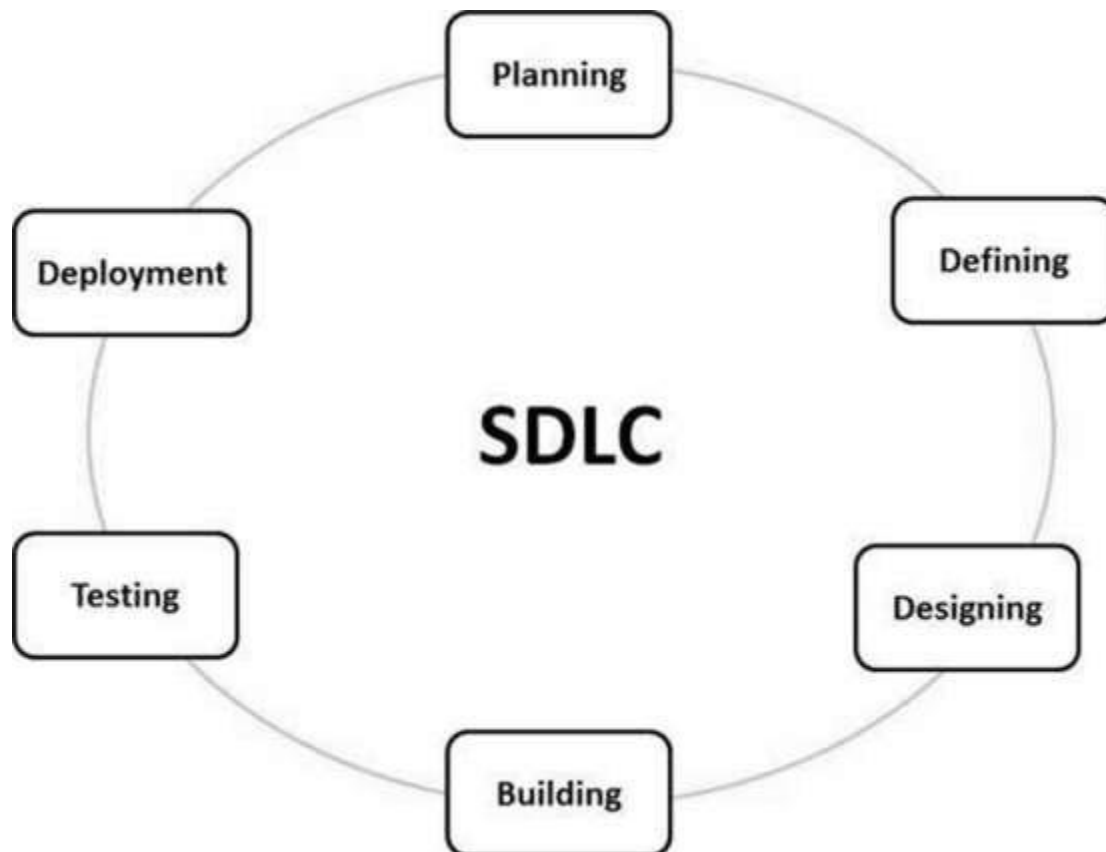 Planning
Defining
Deployment
SDLC
Designing
Testing
Building